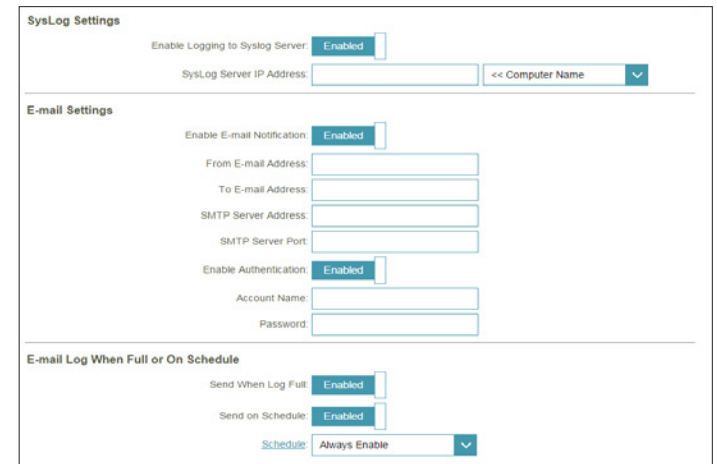 SysLog Settings
Enable Logging to Syslog Server: Enabled
SysLog Server IP Address: << Computer Name
E-mail Settings
Enable E-mail Notification: Enabled
From E-mail Address:
To E-mail Address:
SMTP Server Address:
SMTP Server Port:
Enable Authentication: Enabled
Account Name:
Password:
E-mail Log When Full or On Schedule
Send When Log Full: Enabled
Send on Schedule: Enabled
Schedule: Always Enable